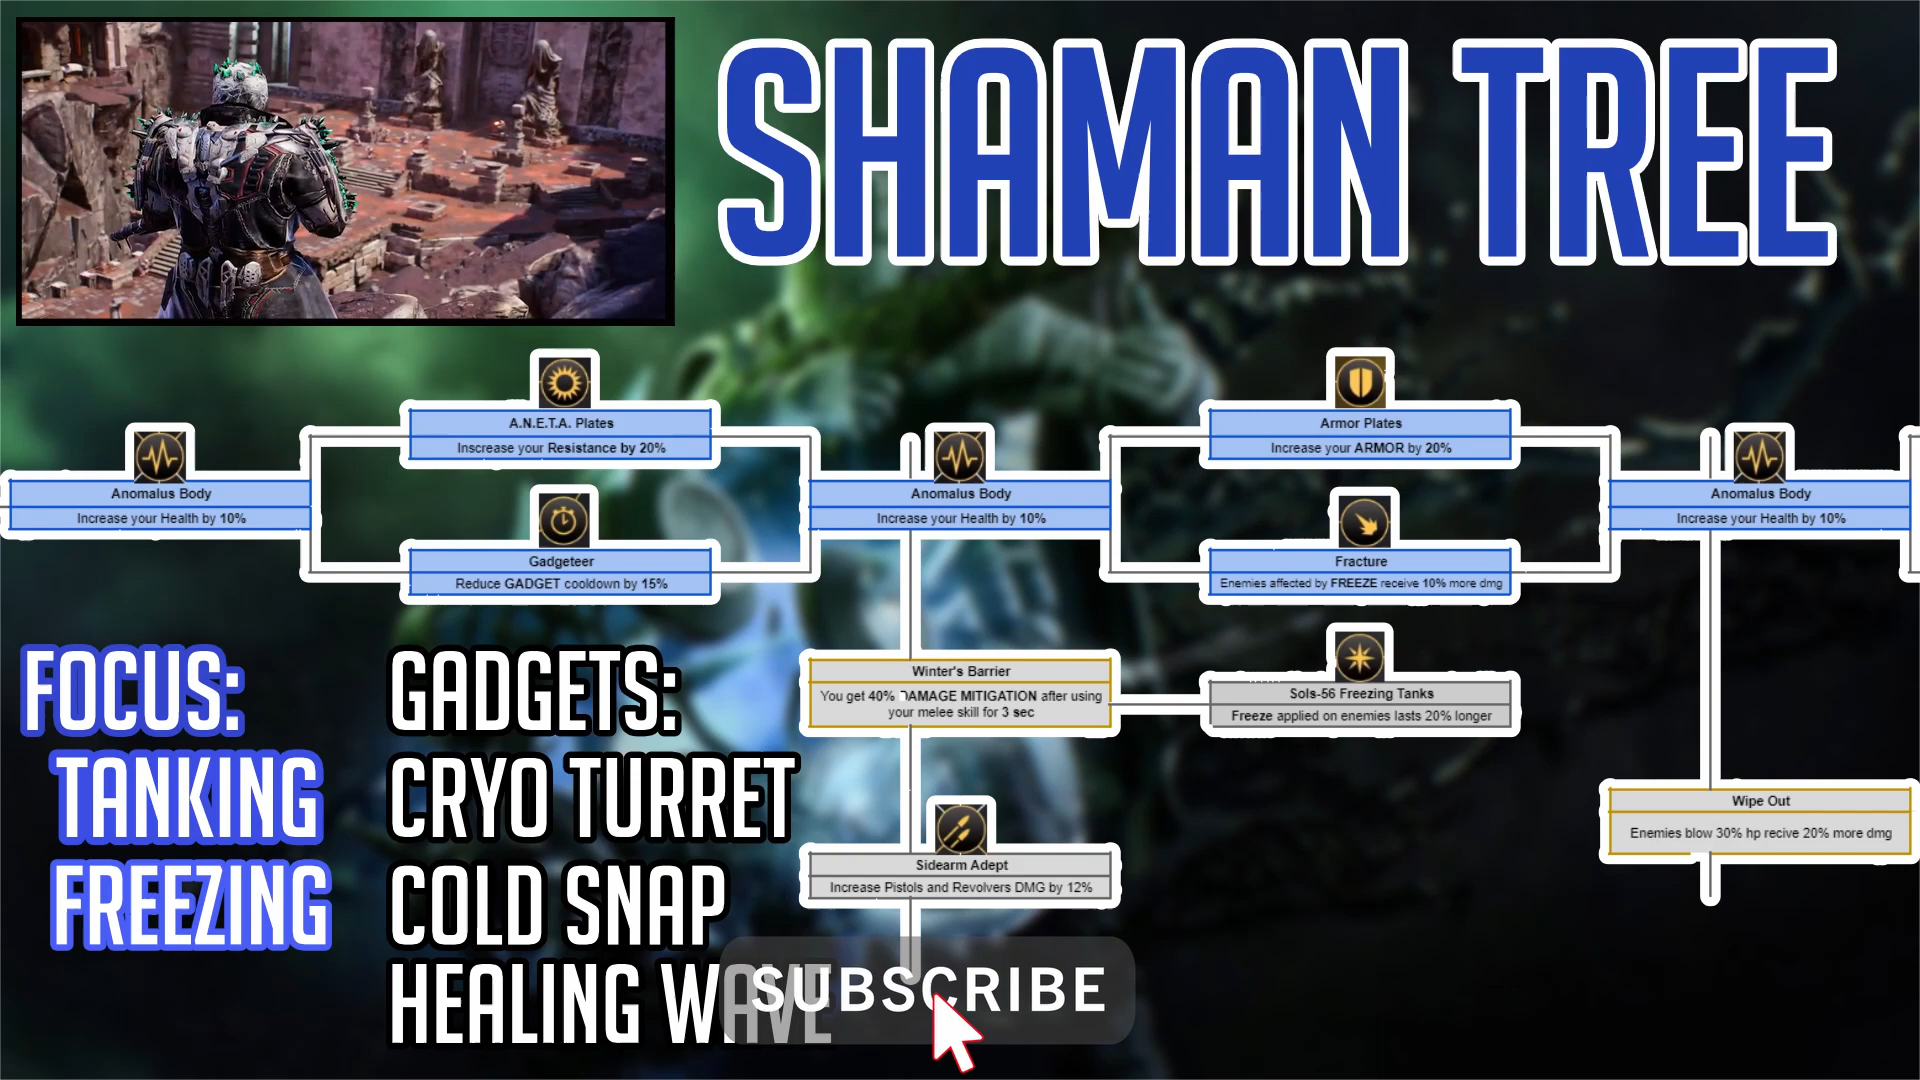 SHAMAN TREE
A.N.E.T.A. Plates
Inscrease your Resistance by 20%
Armor Plates
Increase your ARMOR by 20%
Anomalus Body
Increase your Health by 10%
Anomalus Body
Increase your Health by 10%
Anomalus Body
Increase your Health by 10%
Gadgeteer
Reduce GADGET cooldown by 15%
Fracture
Enemies affected by FREEZE receive 10% more dmg
Winter's Barrier
You get 40% DAMAGE MITIGATION after using
your melee skill for 3 sec
Sols-56 Freezing Tanks
Freeze applied on enemies lasts 20% longer
Wipe Out
Enemies blow 30% hp recive 20% more dmg
Sidearm Adept
Increase Pistols and Revolvers DMG by 12%
FOCUS:
TANKING
FREEZING
GADGETS:
CRYO TURRET
COLD SNAP
HEALING WAVE
SUBSCRIBE